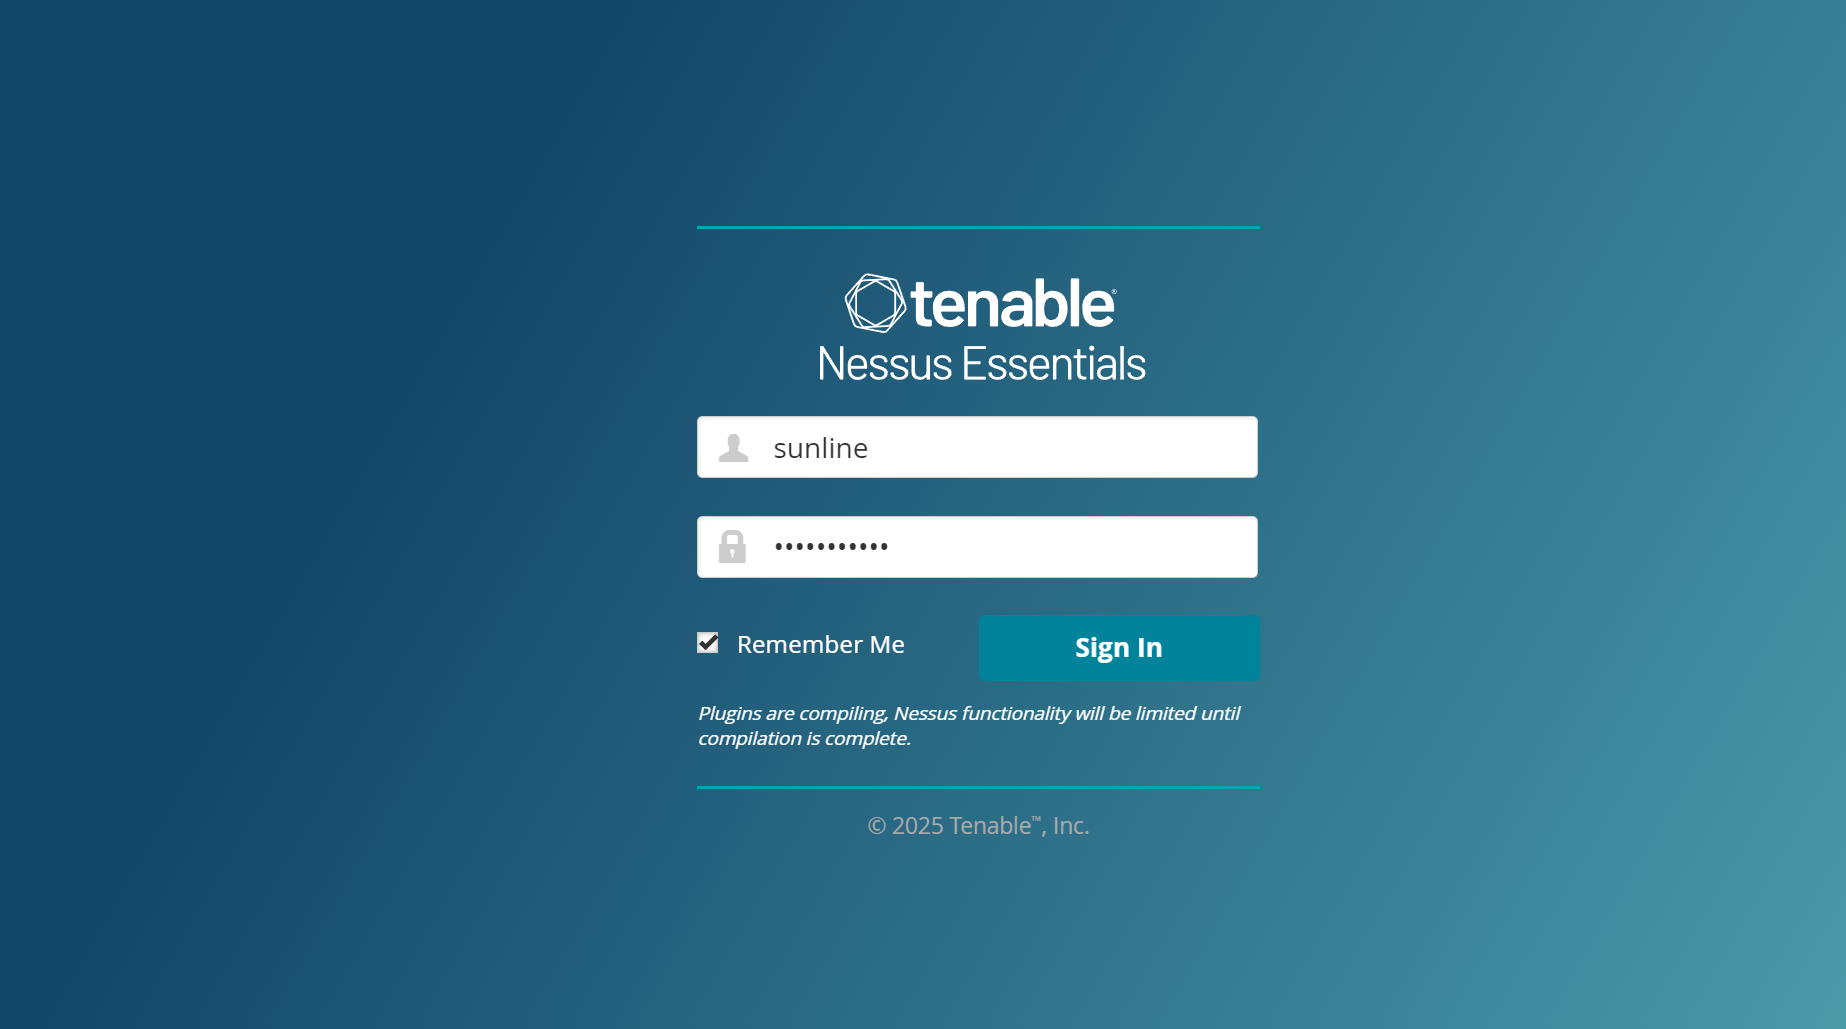 tenable®
Nessus Essentials
sunline
•••••••••••
Remember Me
Sign In
Plugins are compiling, Nessus functionality will be limited until
compilation is complete.
© 2025 Tenable™, Inc.